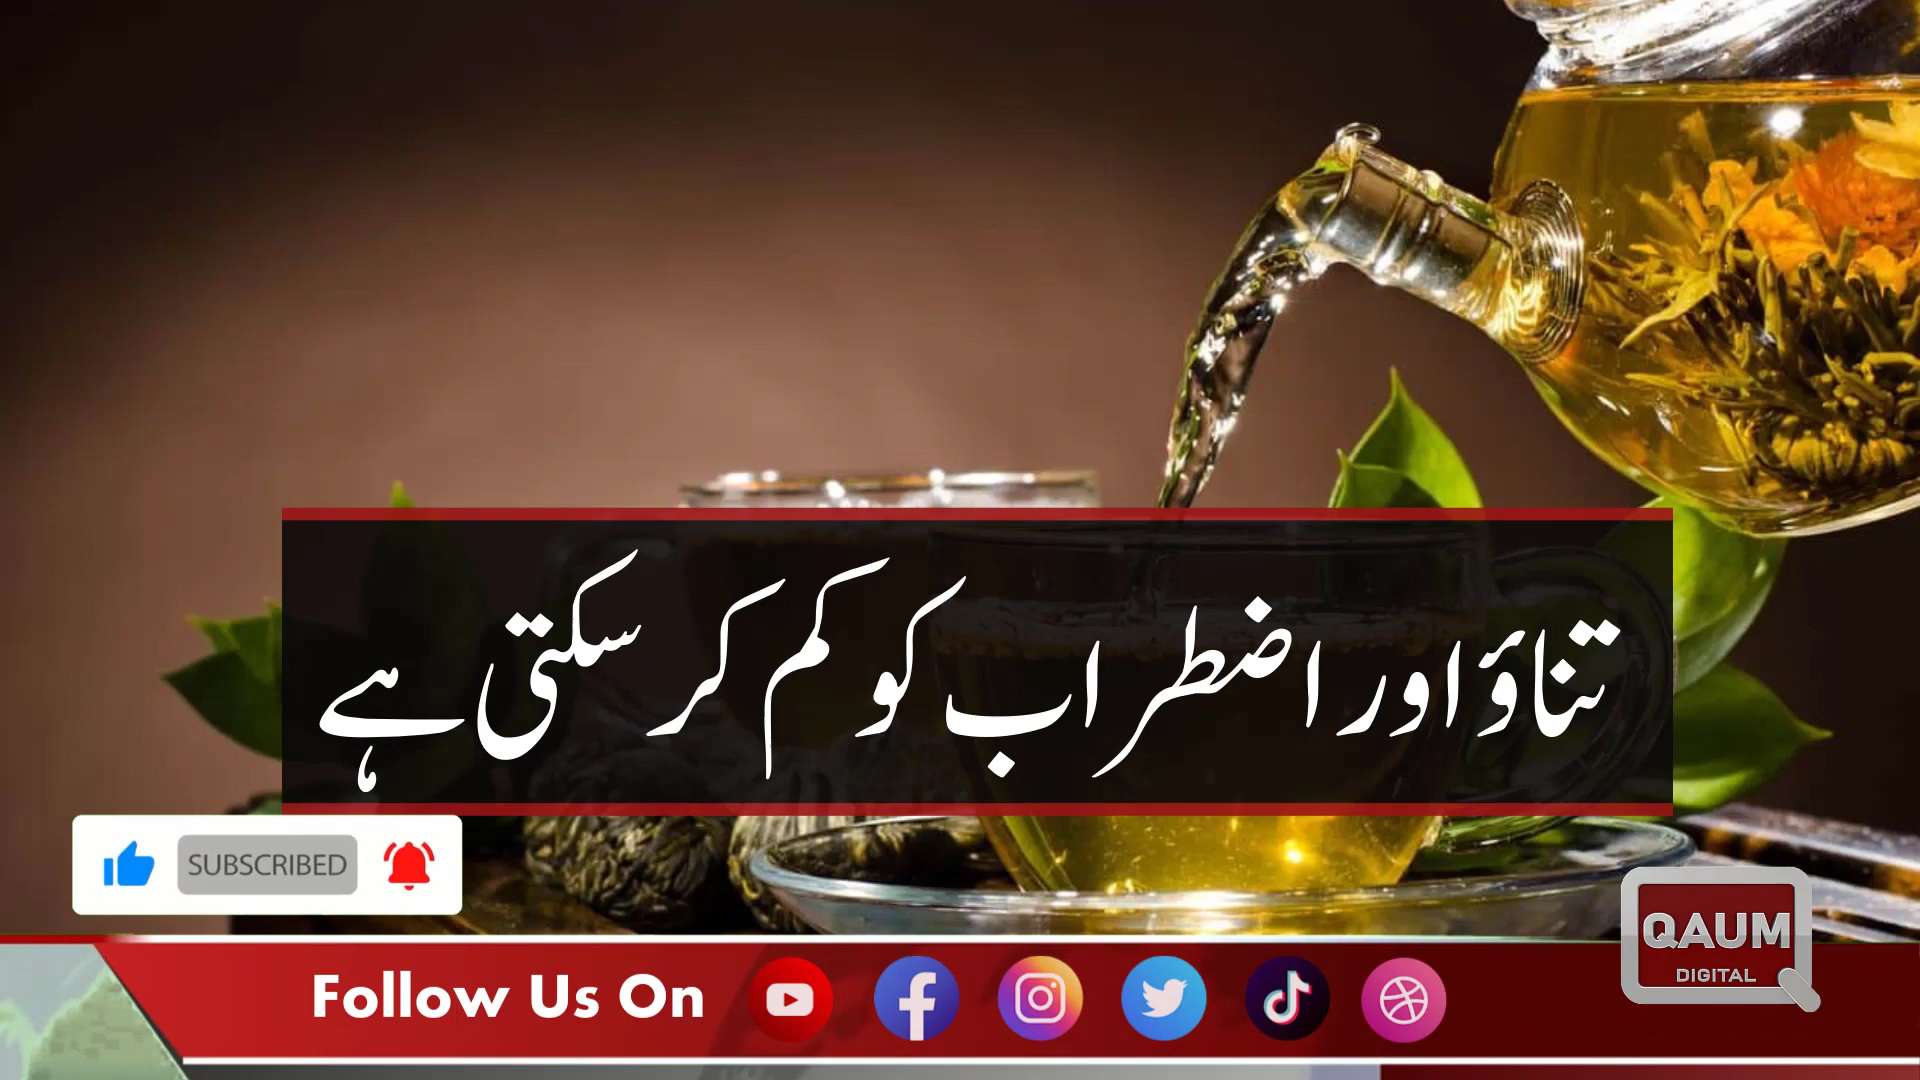 تناؤ اور اضطراب کو کم کر سکتی ہے
SUBSCRIBED
QAUM
DIGITAL
Follow Us On